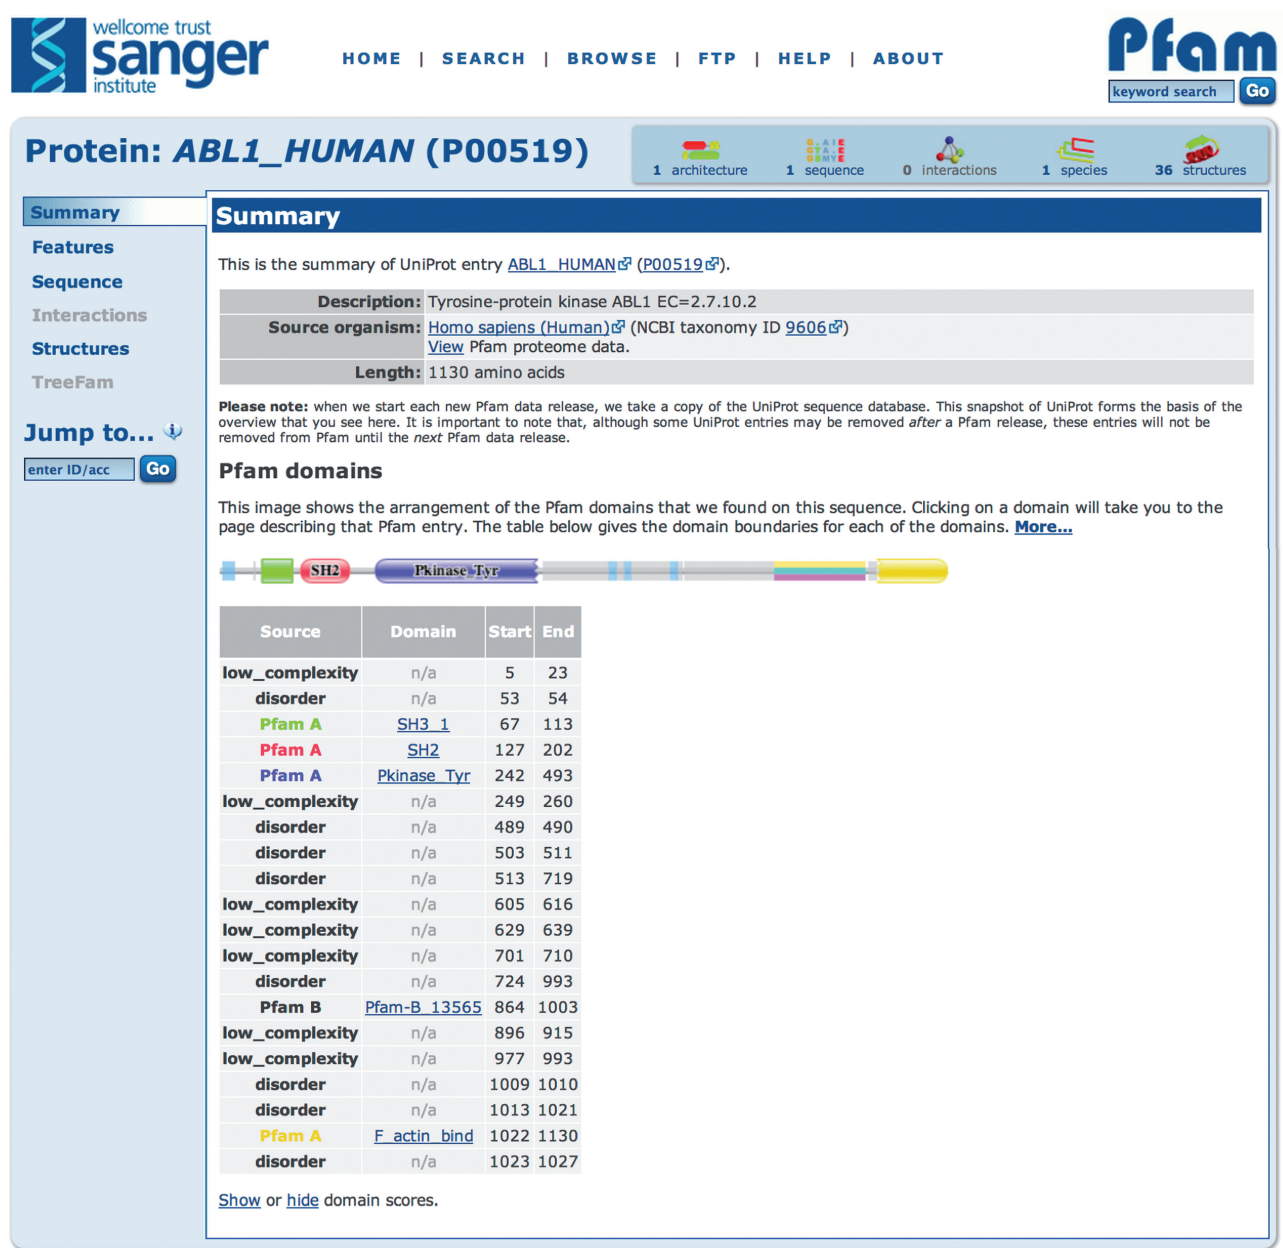 wellcome trust
sanger
institute
HOME | SEARCH | BROWSE | FTP | HELP | ABOUT
Pfam
keyword search Go
Protein: ABL1_HUMAN (P00519)
1 architecture 1 sequence 0 interactions 1 species 36 structures
Summary
Features
Sequence
Interactions
Structures
TreeFam
Jump to...
enter ID/acc Go
Summary
This is the summary of UniProt entry ABL1_HUMAN (P00519).
Description: Tyrosine-protein kinase ABL1 EC=2.7.10.2
Source organism: Homo sapiens (Human) (NCBI taxonomy ID 9606)
View Pfam proteome data.
Length: 1130 amino acids
Please note: when we start each new Pfam data release, we take a copy of the UniProt sequence database. This snapshot of UniProt forms the basis of the
overview that you see here. It is important to note that, although some UniProt entries may be removed after a Pfam release, these entries will not be
removed from Pfam until the next Pfam data release.
Pfam domains
This image shows the arrangement of the Pfam domains that we found on this sequence. Clicking on a domain will take you to the
page describing that Pfam entry. The table below gives the domain boundaries for each of the domains. More...
SH2 Pkinase_Tyr
Source Domain Start End
low_complexity n/a 5 23
disorder n/a 53 54
Pfam A SH3_1 67 113
Pfam A SH2 127 202
Pfam A Pkinase_Tyr 242 493
low_complexity n/a 249 260
disorder n/a 489 490
disorder n/a 503 511
disorder n/a 513 719
low_complexity n/a 605 616
low_complexity n/a 629 639
low_complexity n/a 701 710
disorder n/a 724 993
Pfam B Pfam-B_13565 864 1003
low_complexity n/a 896 915
low_complexity n/a 977 993
disorder n/a 1009 1010
disorder n/a 1013 1021
Pfam A F_actin_bind 1022 1130
disorder n/a 1023 1027
Show or hide domain scores.